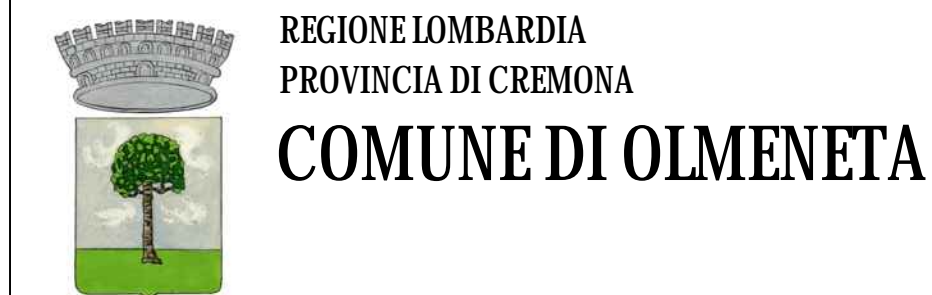 REGIONE LOMBARDIA
PROVINCIA DI CREMONA
COMUNE DI OLMENETA